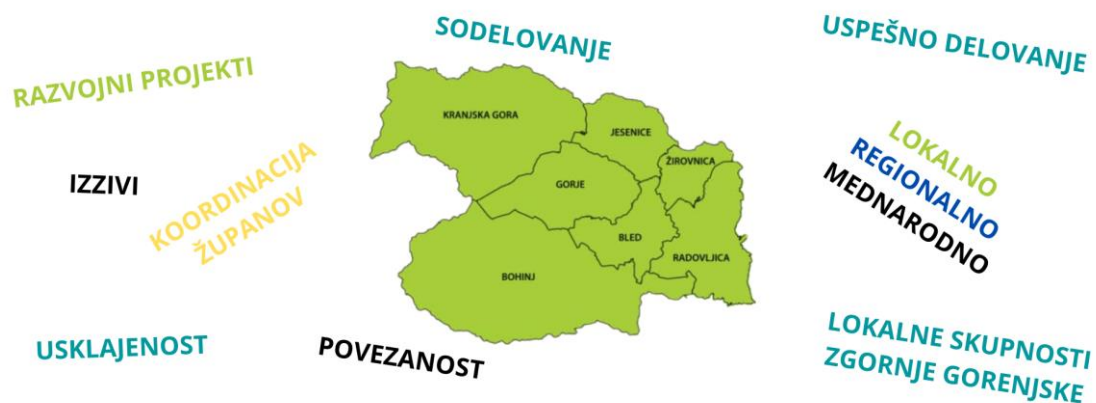 SODELOVANJE
USPEŠNO DELOVANJE
RAZVOJNI PROJEKTI
KRANJSKA GORA
JESENICE
ŽIROVNICA
GORJE
BLED
RADOVLJICA
BOHINJ
IZZIVI
KOORDINACIJA
ŽUPANOV
LOKALNO
REGIONALNO
MEDNARODNO
USKLAJENOST
POVEZANOST
LOKALNE SKUPNOSTI
ZGORNJE GORENJSKE